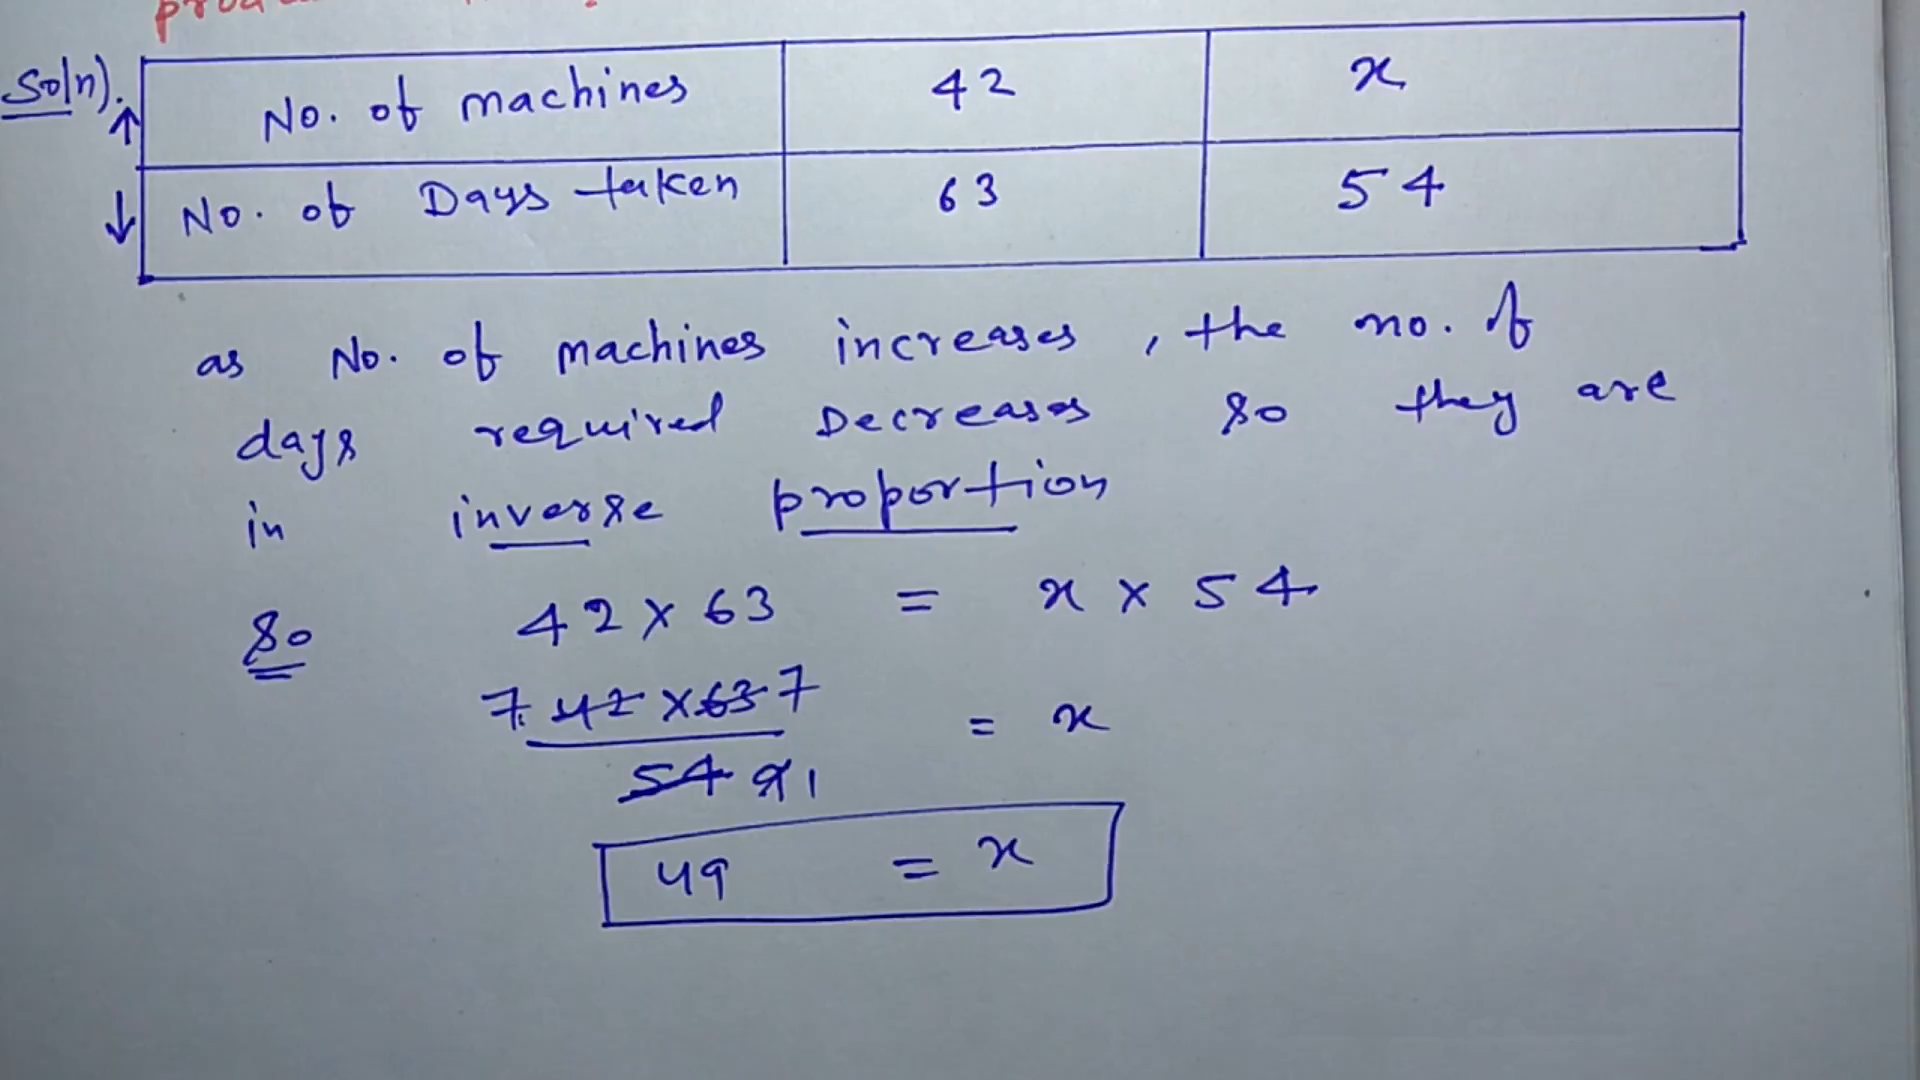 Soln).
No. of machines 42 x
No. of Days taken 63 54
as No. of machines increases, the no. of
days required Decreases so they are
in inverse proportion
So 42 × 63 = x × 54
7 42 × 63 7 = x
54 9 1
49 = x